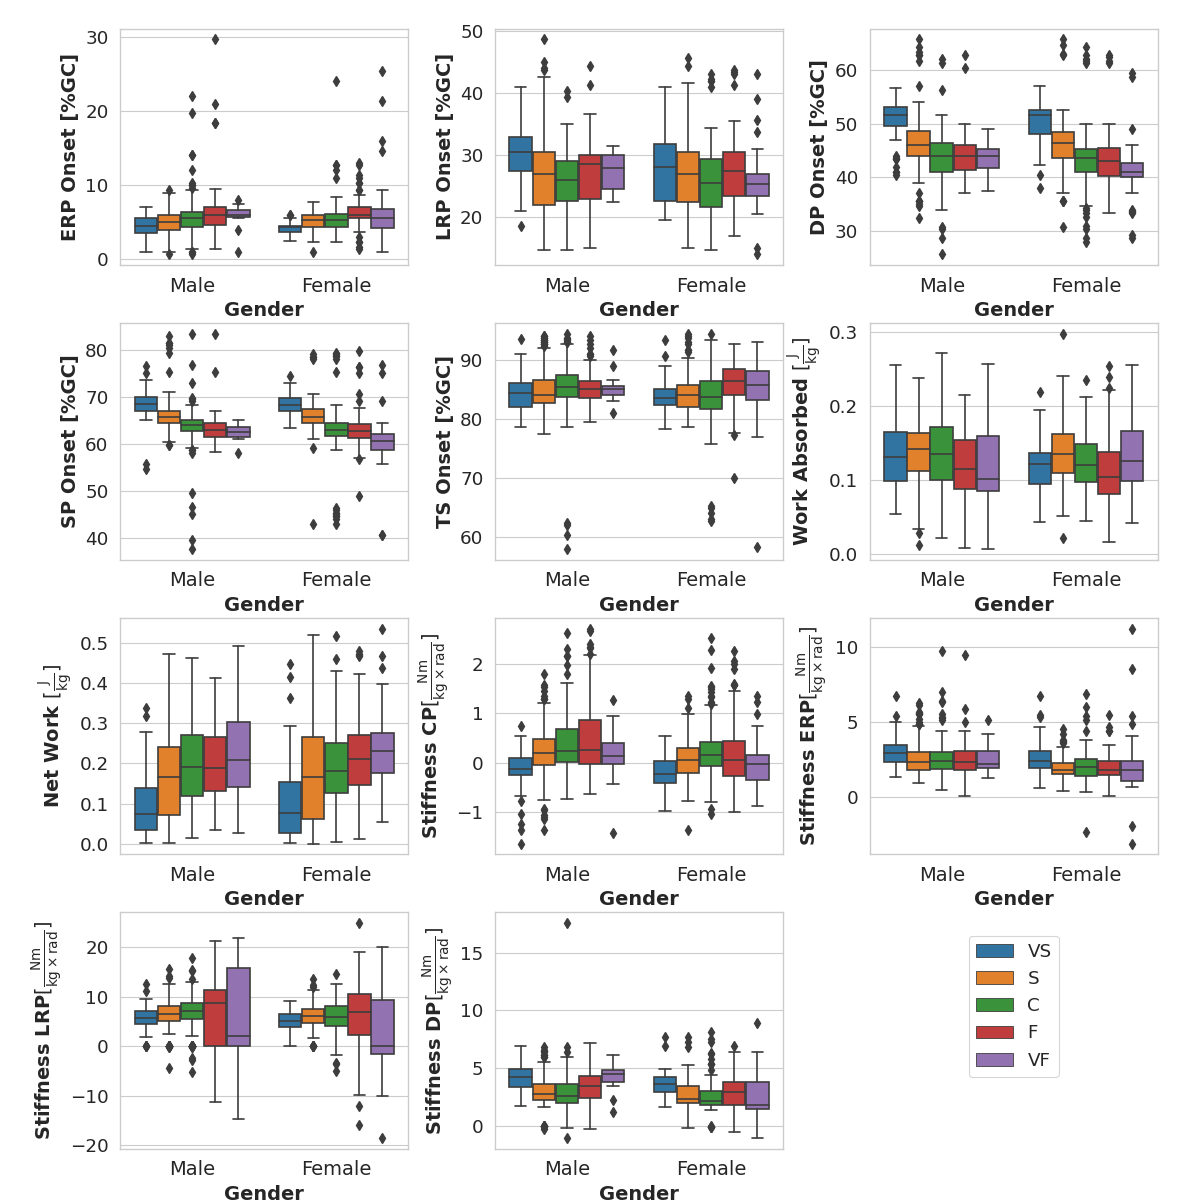 ERP Onset [%GC]
30
20
10
0
Male Female
Gender
LRP Onset [%GC]
50
40
30
20
Male Female
Gender
DP Onset [%GC]
60
50
40
30
Male Female
Gender
SP Onset [%GC]
80
70
60
50
40
Male Female
Gender
TS Onset [%GC]
90
80
70
60
Male Female
Gender
Work Absorbed [J/kg]
0.3
0.2
0.1
0.0
Male Female
Gender
Net Work [J/kg]
0.5
0.4
0.3
0.2
0.1
0.0
Male Female
Gender
Stiffness CP[Nm/kg × rad]
2
1
0
−1
Male Female
Gender
Stiffness ERP[Nm/kg × rad]
10
5
0
Male Female
Gender
Stiffness LRP[Nm/kg × rad]
20
10
0
−10
−20
Male Female
Gender
Stiffness DP[Nm/kg × rad]
15
10
5
0
Male Female
Gender
VS
S
C
F
VF